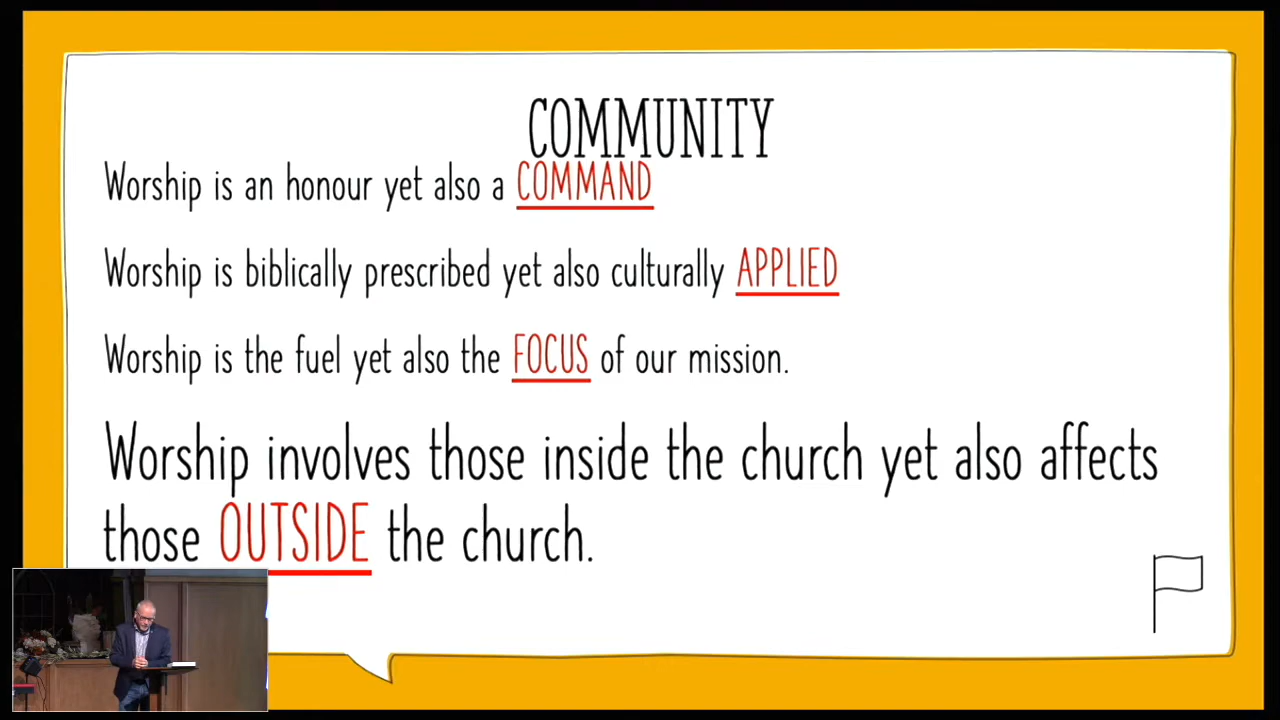 COMMUNITY
Worship is an honour yet also a COMMAND
Worship is biblically prescribed yet also culturally APPLIED
Worship is the fuel yet also the FOCUS of our mission.
Worship involves those inside the church yet also affects
those OUTSIDE the church.